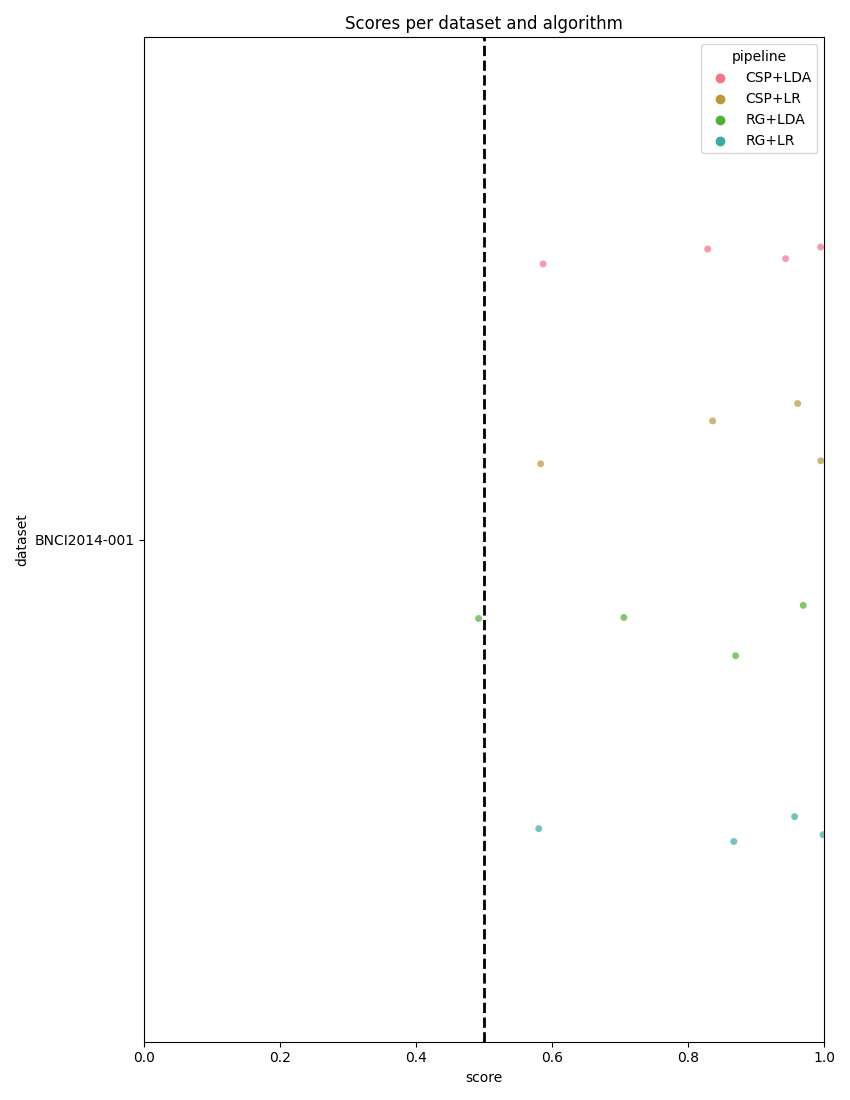 Scores per dataset and algorithm
pipeline
CSP+LDA
CSP+LR
RG+LDA
RG+LR
dataset
BNCI2014-001
0.0 0.2 0.4 0.6 0.8 1.0
score